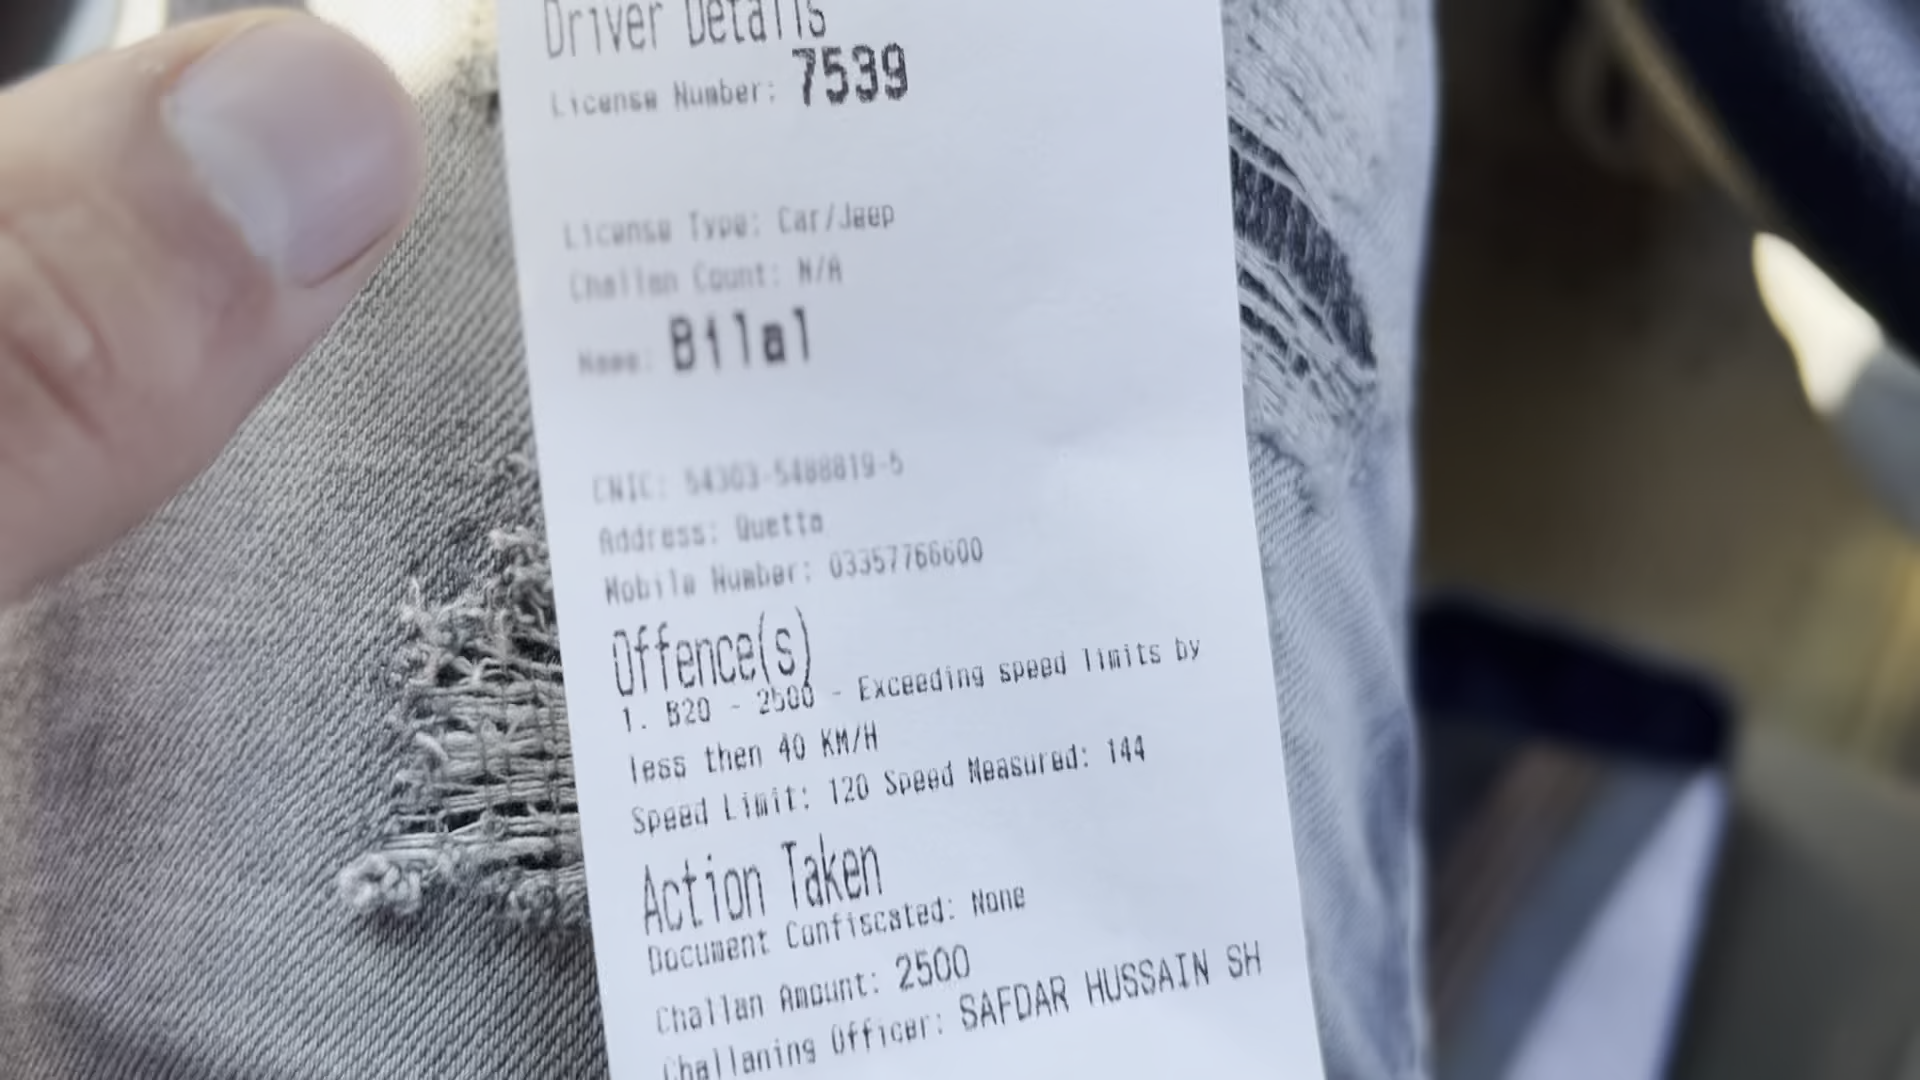 Driver Details
License Number: 7539
License Type: Car/Jeep
Challan Count: N/A
Name: Bilal
CNIC: 54303-5488819-5
Address: Quetta
Mobile Number: 03357766600
Offence(s)
1. B20 - 2500 - Exceeding speed limits by
less then 40 KM/H
Speed Limit: 120 Speed Measured: 144
Action Taken
Document Confiscated: None
Challan Amount: 2500
Challaning Officer: SAFDAR HUSSAIN SH